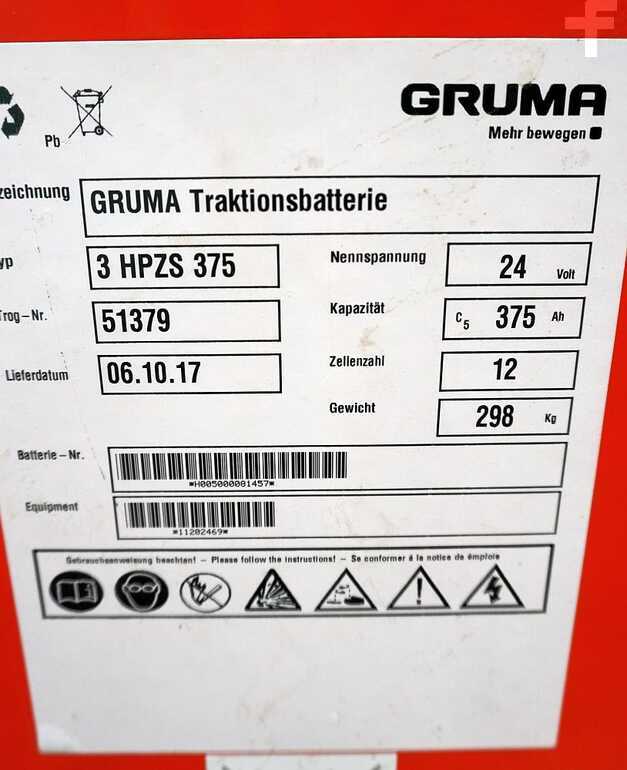 Pb
GRUMA
Mehr bewegen
zeichnung GRUMA Traktionsbatterie
yp 3 HPZS 375
Nennspannung 24 Volt
Trog-Nr. 51379
Kapazität C5 375 Ah
Lieferdatum 06.10.17
Zellenzahl 12
Gewicht 298 Kg
Batterie-Nr.
*H005000081457*
Equipment
*11202469*
Gebrauchsanweisung beachten! - Please follow the instructions! - Se conformer à la notice de émploie